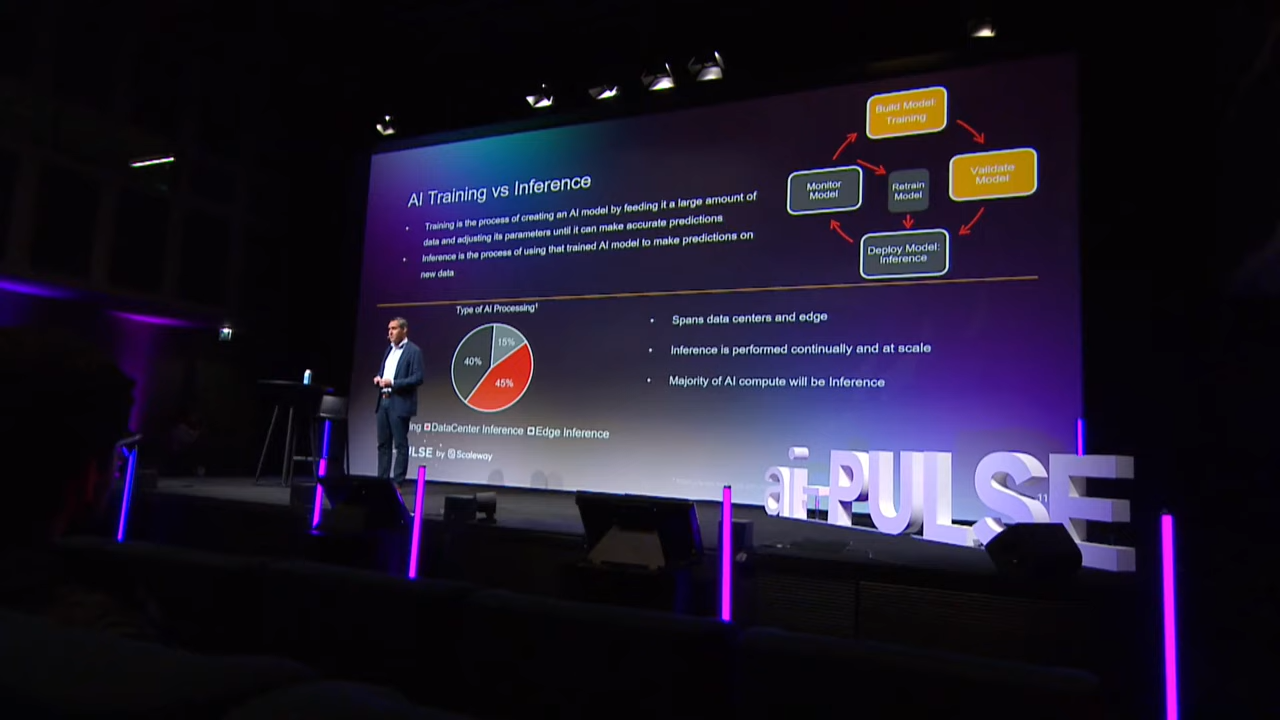 AI Training vs Inference
• Training is the process of creating an AI model by feeding it a large amount of
data and adjusting its parameters until it can make accurate predictions
• Inference is the process of using that trained AI model to make predictions on
new data
Build Model:
Training
Validate
Model
Monitor
Model
Retrain
Model
Deploy Model:
Inference
Type of AI Processing¹
15%
40%
45%
ing DataCenter Inference Edge Inference
• Spans data centers and edge
• Inference is performed continually and at scale
• Majority of AI compute will be Inference
ULSE by Scaleway
11
ai-PULSE